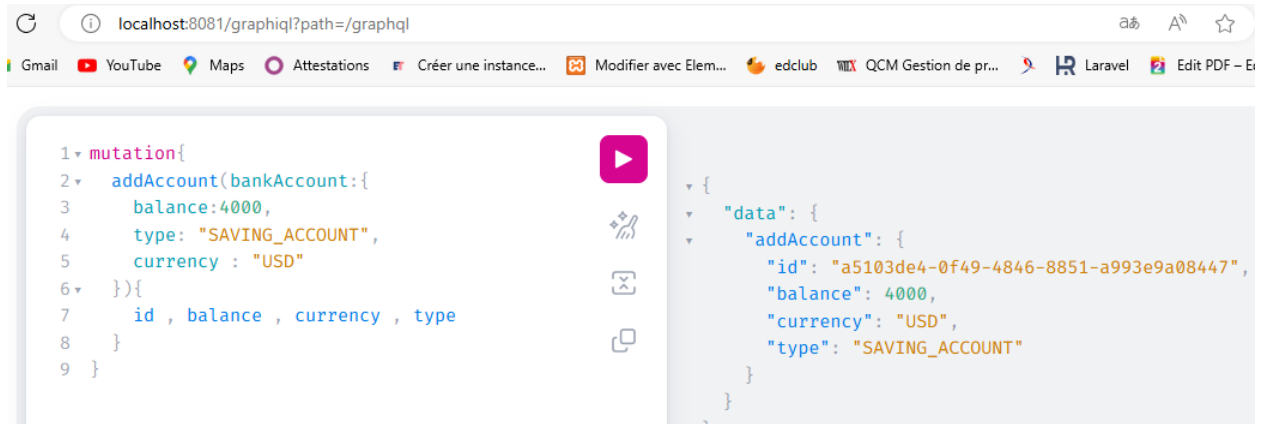 localhost:8081/graphiql?path=/graphql
Gmail YouTube Maps Attestations Créer une instance... Modifier avec Elem... edclub QCM Gestion de pr... Laravel Edit PDF – E
1 mutation{
2 addAccount(bankAccount:{
3 balance:4000,
4 type: "SAVING_ACCOUNT",
5 currency : "USD"
6 }){
7 id , balance , currency , type
8 }
9 }
{
"data": {
"addAccount": {
"id": "a5103de4-0f49-4846-8851-a993e9a08447",
"balance": 4000,
"currency": "USD",
"type": "SAVING_ACCOUNT"
}
}